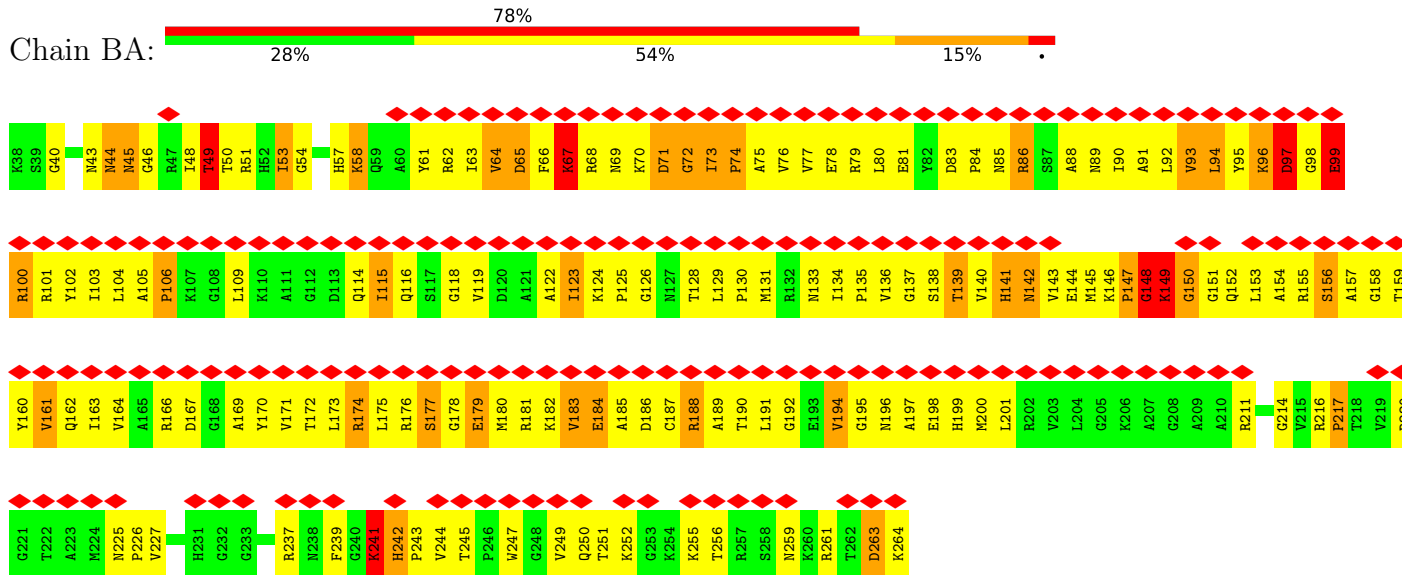 78%
Chain BA:
28% 54% 15% •
K38 S39 G40 N43 N44 N45 G46 R47 I48 T49 T50 R51 H52 I53 G54 H57 K58 Q59 A60 Y61 R62 I63 V64 D65 F66 K67 R68 N69 K70 D71 G72 I73 P74 A75 V76 V77 E78 R79 L80 E81 Y82 D83 P84 N85 R86 S87 A88 N89 I90 A91 L92 V93 L94 Y95 K96 D97 G98 E99
R100 R101 Y102 I103 L104 A105 P106 K107 G108 L109 K110 A111 G112 D113 Q114 I115 Q116 S117 G118 V119 D120 A121 A122 I123 K124 P125 G126 N127 T128 L129 P130 M131 R132 N133 I134 P135 V136 G137 S138 T139 V140 H141 N142 V143 E144 M145 K146 P147 G148 K149 G150 G151 Q152 L153 A154 R155 S156 A157 G158 T159
Y160 V161 Q162 I163 V164 A165 R166 D167 G168 A169 Y170 V171 T172 L173 R174 L175 R176 S177 G178 E179 M180 R181 K182 V183 E184 A185 D186 C187 R188 A189 T190 L191 G192 E193 V194 G195 N196 A197 E198 H199 M200 L201 R202 V203 L204 G205 K206 A207 G208 A209 A210 R211 G214 V215 R216 P217 T218 V219
G221 T222 A223 M224 N225 P226 V227 H231 G232 G233 R237 N238 F239 G240 K241 H242 P243 V244 T245 P246 W247 G248 V249 Q250 T251 K252 G253 K254 K255 T256 R257 S258 N259 K260 R261 T262 D263 K264